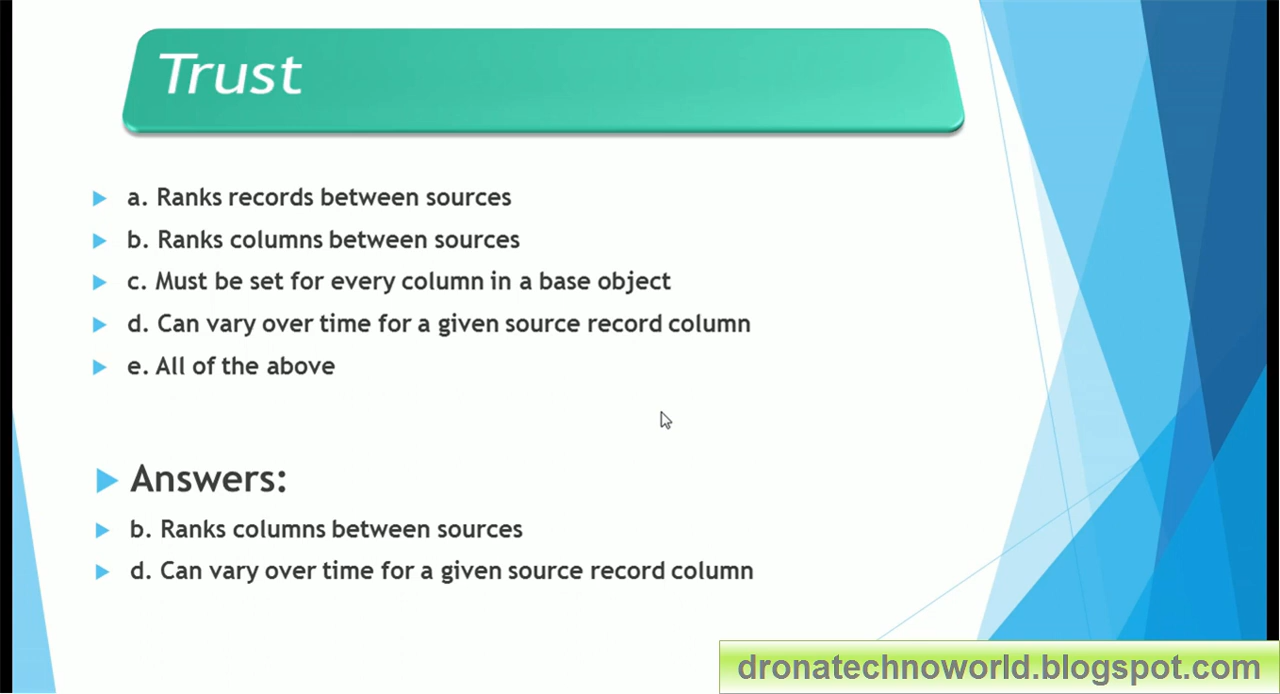 Trust
a. Ranks records between sources
b. Ranks columns between sources
c. Must be set for every column in a base object
d. Can vary over time for a given source record column
e. All of the above
Answers:
b. Ranks columns between sources
d. Can vary over time for a given source record column
dronatechnoworld.blogspot.com